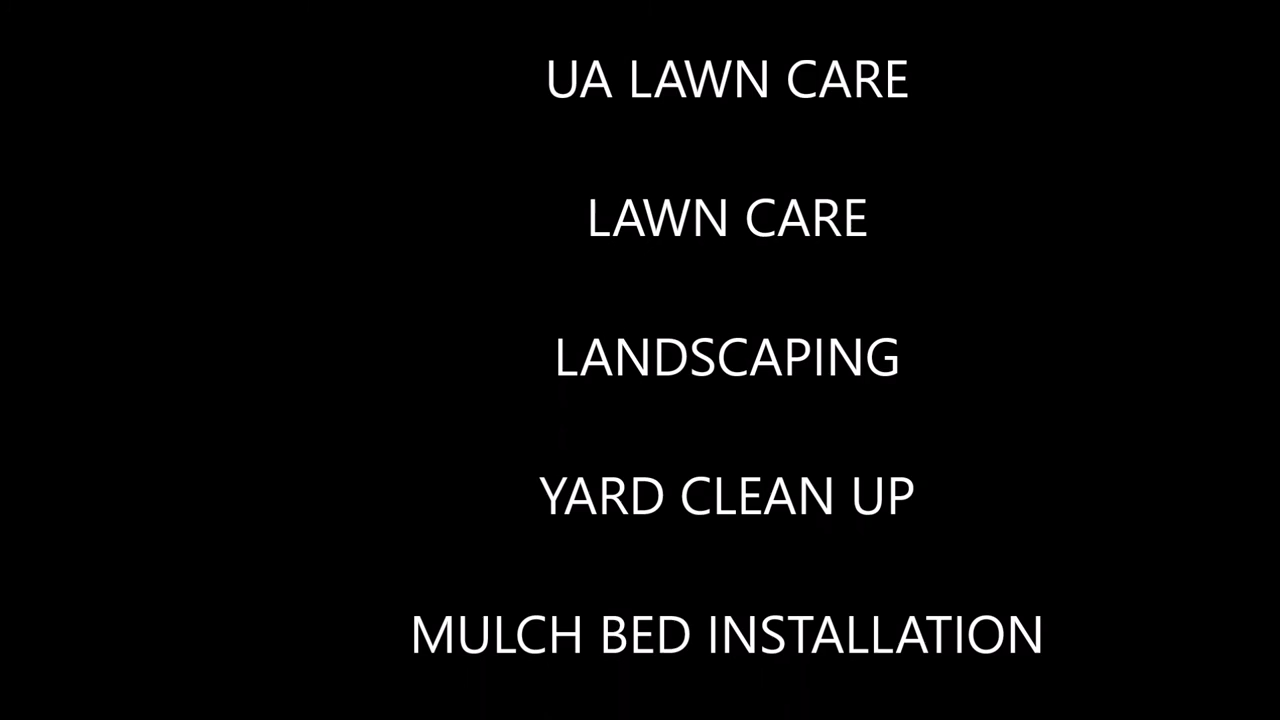 UA LAWN CARE
LAWN CARE
LANDSCAPING
YARD CLEAN UP
MULCH BED INSTALLATION